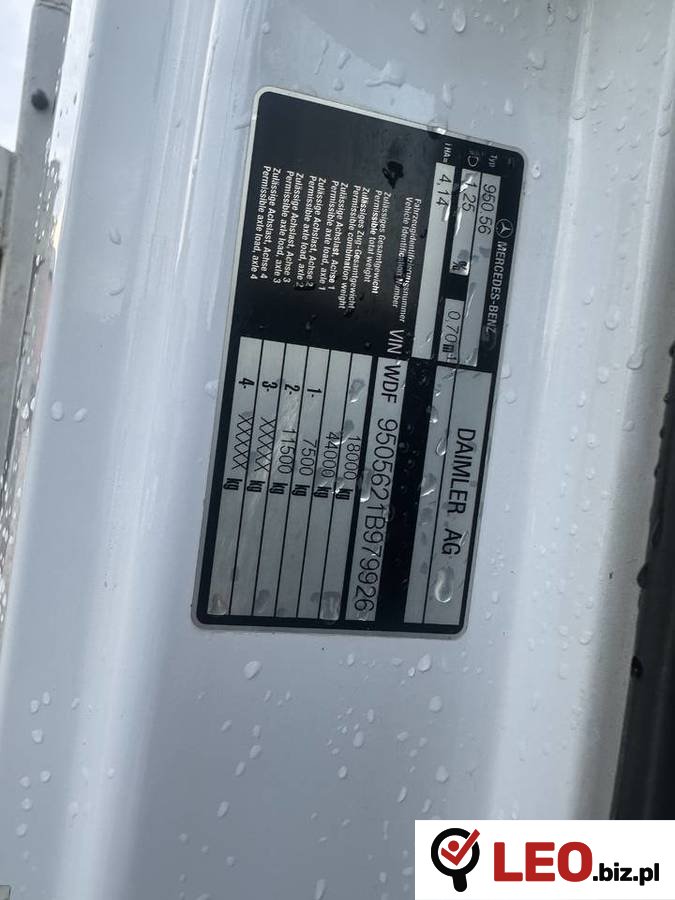 MERCEDES-BENZ
DAIMLER AG
Typ 950.56
D 1,25 % 0,70m⁻¹
i HA= 4,14
Fahrzeugidentifizierungsnummer
Vehicle Identification Number
VIN WDF 9505621B979926
Zulässiges Gesamtgewicht
Permissible total weight
18000 kg
Zulässiges Zug-Gesamtgewicht
Permissible combination weight
44000 kg
Zulässige Achslast, Achse 1
Permissible axle load, axle 1
1- 7500 kg
Zulässige Achslast, Achse 2
Permissible axle load, axle 2
2- 11500 kg
Zulässige Achslast, Achse 3
Permissible axle load, axle 3
3- XXXXX kg
Zulässige Achslast, Achse 4
Permissible axle load, axle 4
4- XXXXX kg
LEO.biz.pl